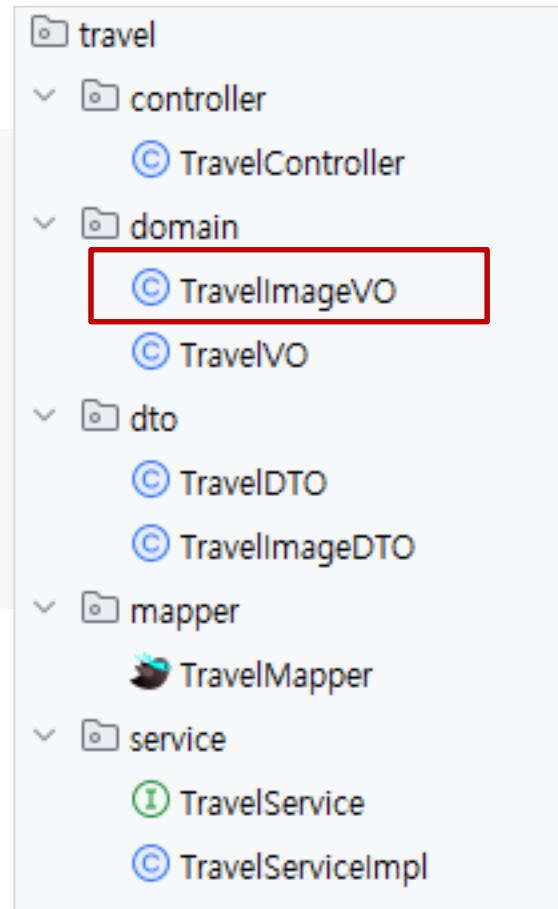 travel
controller
TravelController
domain
TravelImageVO
TravelVO
dto
TravelDTO
TravelImageDTO
mapper
TravelMapper
service
TravelService
TravelServiceImpl